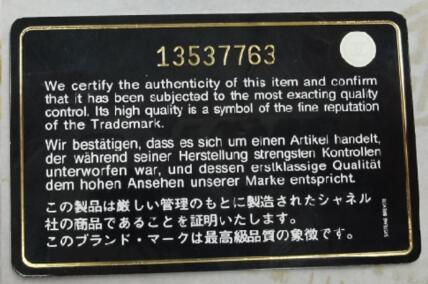 13537763
We certify the authenticity of this item and confirm
that it has been subjected to the most exacting quality
control. Its high quality is a symbol of the fine reputation
of the Trademark.
Wir bestätigen, dass es sich um einen Artikel handelt,
der während seiner Herstellung strengsten Kontrollen
unterworfen war, und dessen erstklassige Qualität
dem hohen Ansehen unserer Marke entspricht.
この製品は厳しい管理のもとに製造されたシャネル
社の商品であることを証明いたします。
このブランド・マークは最高級品質の象徴です。